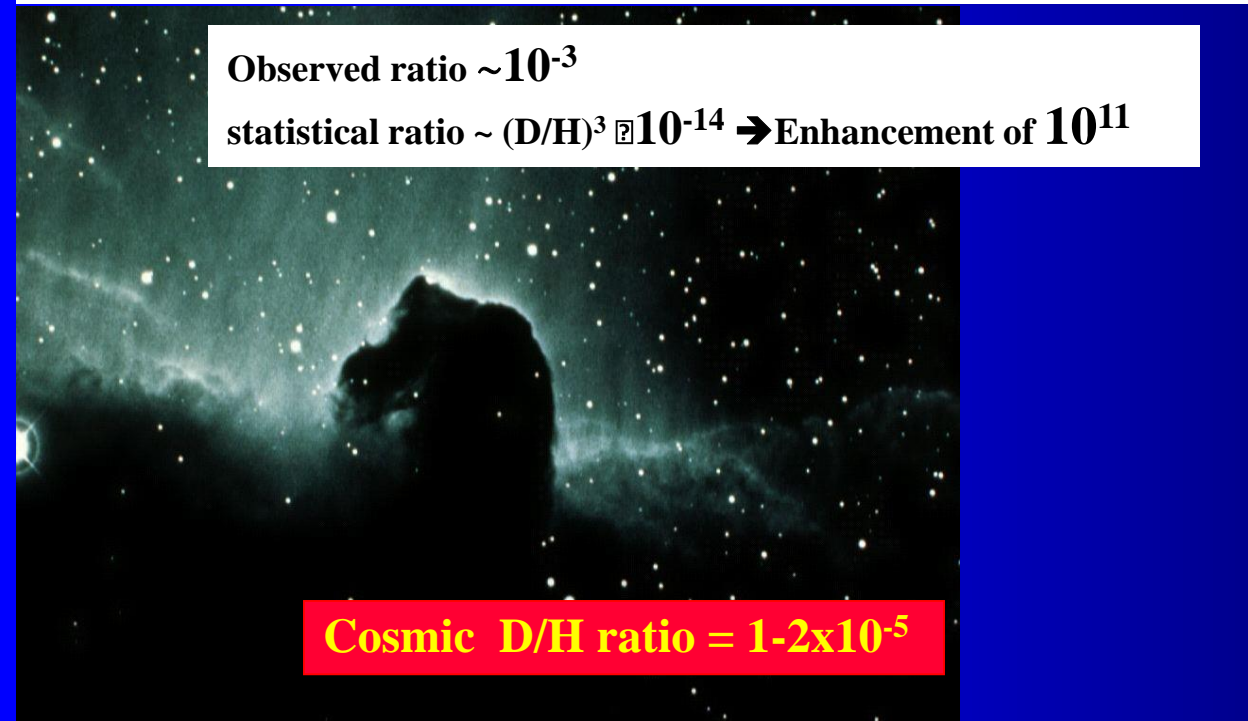 Observed ratio ~10⁻³
statistical ratio ~ (D/H)³ ⍰10⁻¹⁴ ➔Enhancement of 10¹¹
Cosmic D/H ratio = 1-2x10⁻⁵